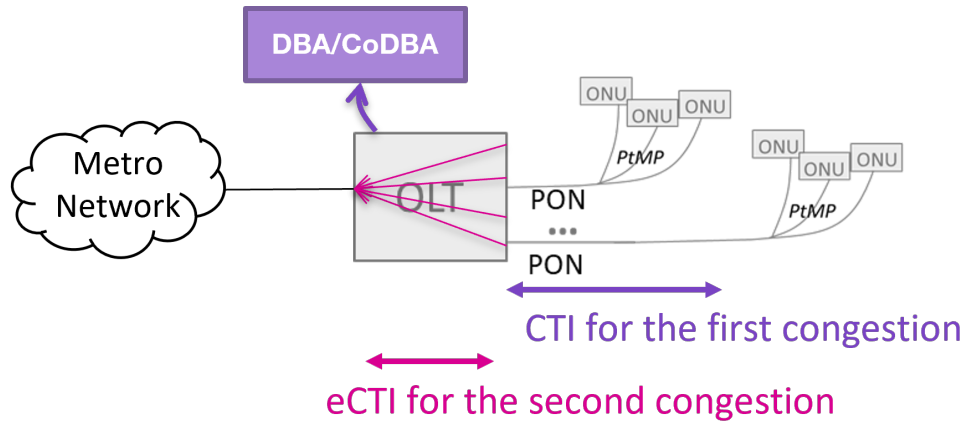 DBA/CoDBA
ONU
ONU
ONU
PtMP
ONU
ONU
ONU
PtMP
Metro
Network
OLT
PON
...
PON
CTI for the first congestion
eCTI for the second congestion